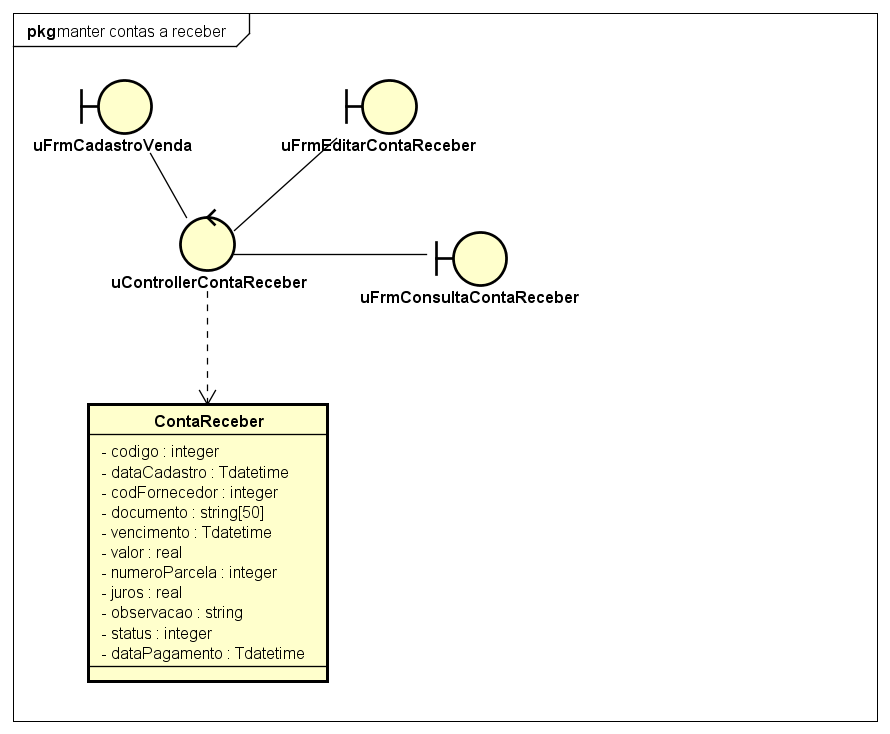 pkg manter contas a receber
uFrmCadastroVenda
uFrmEditarContaReceber
uControllerContaReceber
uFrmConsultaContaReceber
ContaReceber
- codigo : integer
- dataCadastro : Tdatetime
- codFornecedor : integer
- documento : string[50]
- vencimento : Tdatetime
- valor : real
- numeroParcela : integer
- juros : real
- observacao : string
- status : integer
- dataPagamento : Tdatetime